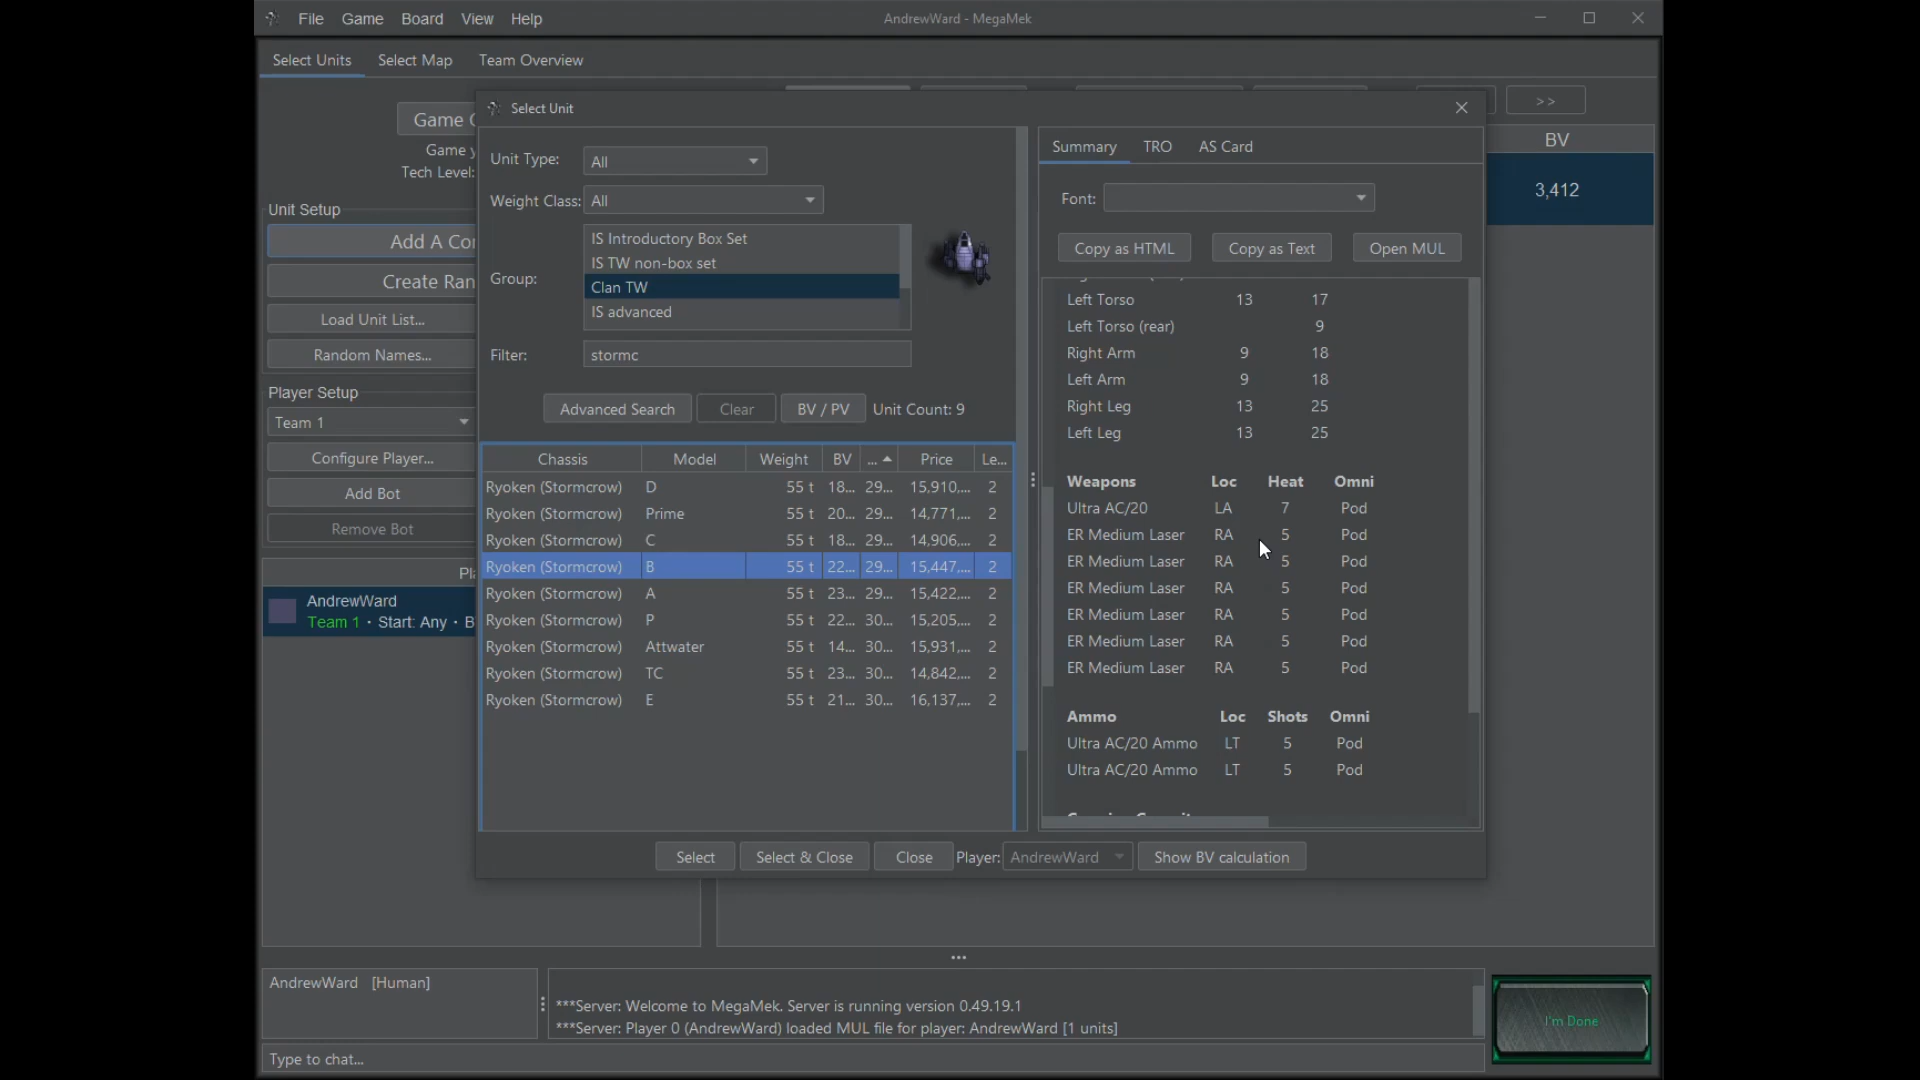 File Game Board View Help
AndrewWard - MegaMek
Select Units Select Map Team Overview
Game
Game y
Tech Level:
Unit Setup
Add A Co
Create Ran
Load Unit List...
Random Names...
Player Setup
Team 1
Configure Player...
Add Bot
Remove Bot
AndrewWard
Team 1 • Start: Any • B
>>
BV
3,412
Select Unit
Unit Type: All
Weight Class: All
Group:
IS Introductory Box Set
IS TW non-box set
Clan TW
IS advanced
Filter: stormc
Advanced Search Clear BV / PV Unit Count: 9
Chassis Model Weight BV ... Price Le...
Ryoken (Stormcrow) D 55 t 18... 29... 15,910,... 2
Ryoken (Stormcrow) Prime 55 t 20... 29... 14,771,... 2
Ryoken (Stormcrow) C 55 t 18... 29... 14,906,... 2
Ryoken (Stormcrow) B 55 t 22... 29... 15,447,... 2
Ryoken (Stormcrow) A 55 t 23... 29... 15,422,... 2
Ryoken (Stormcrow) P 55 t 22... 30... 15,205,... 2
Ryoken (Stormcrow) Attwater 55 t 14... 30... 15,931,... 2
Ryoken (Stormcrow) TC 55 t 23... 30... 14,842,... 2
Ryoken (Stormcrow) E 55 t 21... 30... 16,137,... 2
Summary TRO AS Card
Font:
Copy as HTML Copy as Text Open MUL
Left Torso 13 17
Left Torso (rear) 9
Right Arm 9 18
Left Arm 9 18
Right Leg 13 25
Left Leg 13 25
Weapons Loc Heat Omni
Ultra AC/20 LA 7 Pod
ER Medium Laser RA 5 Pod
ER Medium Laser RA 5 Pod
ER Medium Laser RA 5 Pod
ER Medium Laser RA 5 Pod
ER Medium Laser RA 5 Pod
ER Medium Laser RA 5 Pod
Ammo Loc Shots Omni
Ultra AC/20 Ammo LT 5 Pod
Ultra AC/20 Ammo LT 5 Pod
Select Select & Close Close Player: AndrewWard Show BV calculation
AndrewWard [Human]
***Server: Welcome to MegaMek. Server is running version 0.49.19.1
***Server: Player 0 (AndrewWard) loaded MUL file for player: AndrewWard [1 units]
Type to chat...
I'm Done